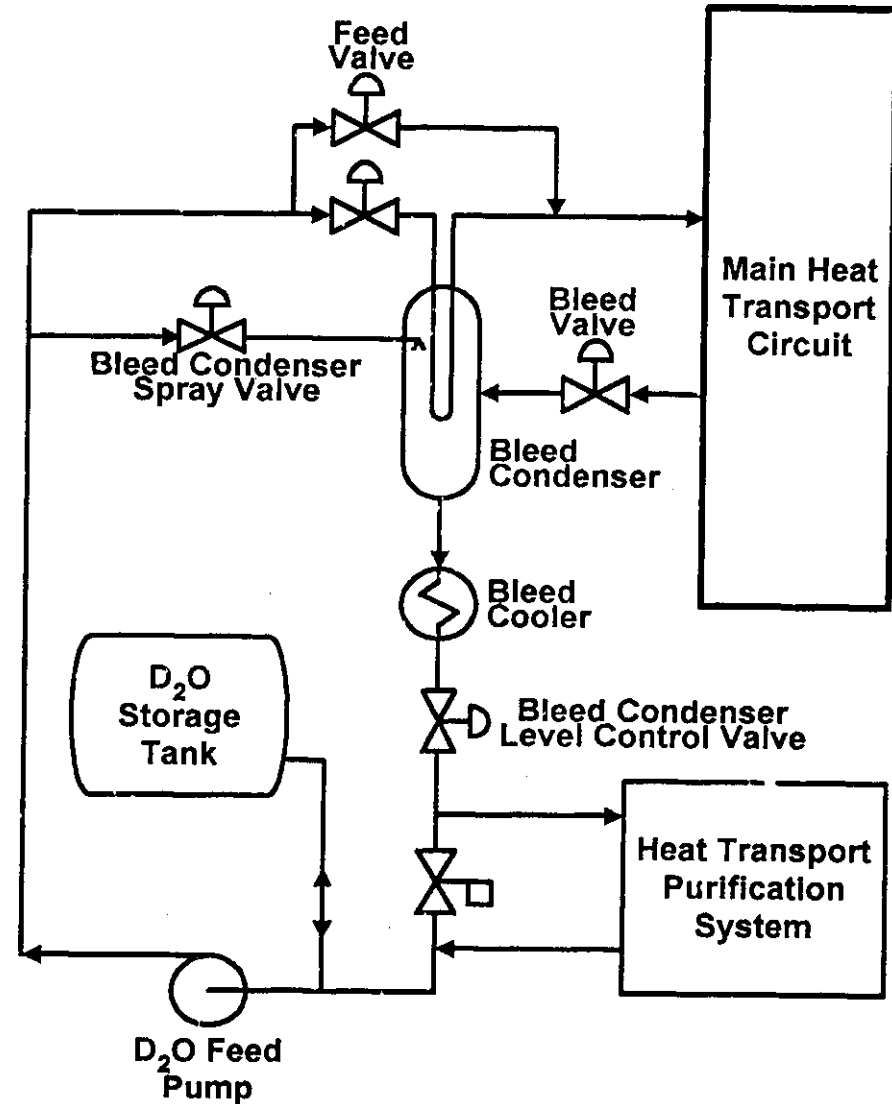 Feed
Valve
Main Heat
Transport
Circuit
Bleed
Valve
Bleed Condenser
Spray Valve
Bleed
Condenser
Bleed
Cooler
D₂O
Storage
Tank
Bleed Condenser
Level Control Valve
Heat Transport
Purification
System
D₂O Feed
Pump